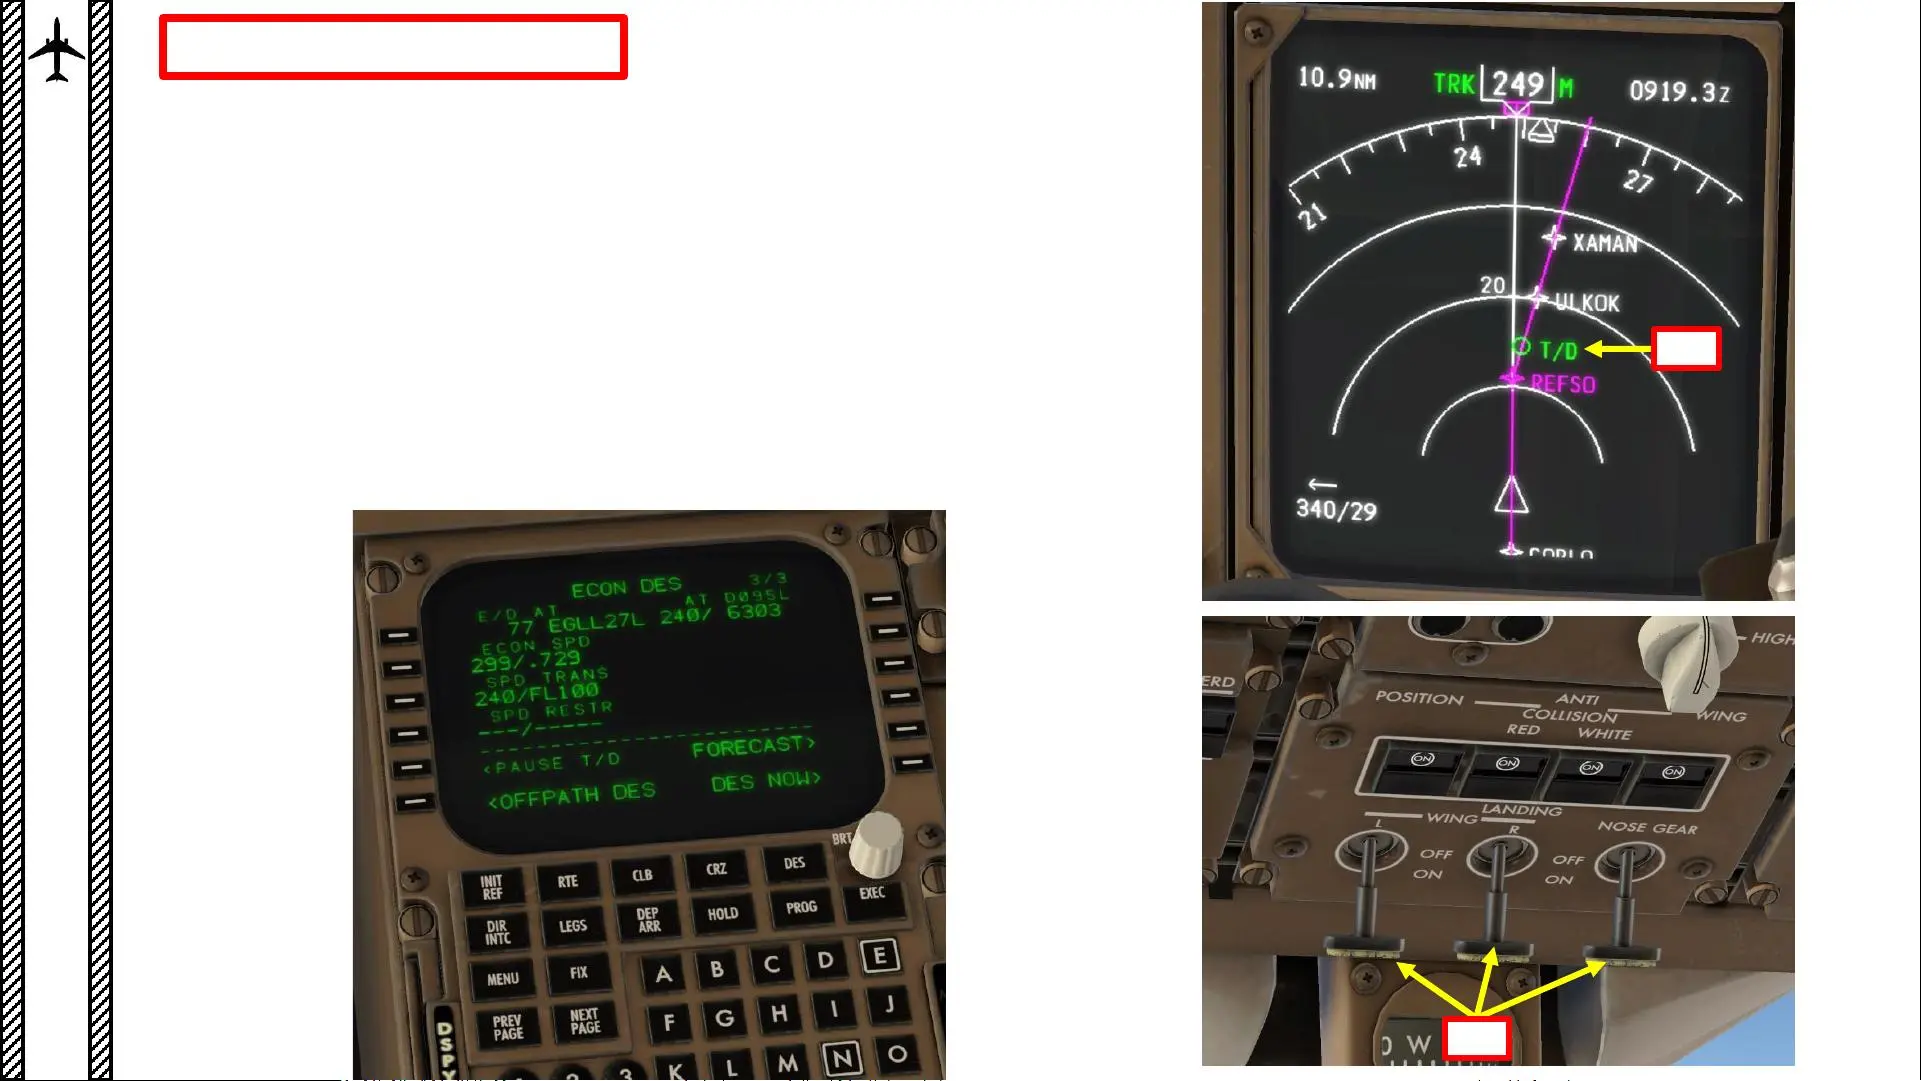 10.9NM
TRK 249 M
0919.3Z
21
24
27
XAMAN
20
ULKOK
T/D
REFSO
340/29
ECON DES 3/3
E/D AT AT D095L
77 EGLL27L 240/ 6303
ECON SPD
299/.729
SPD TRANS
240/FL100
SPD RESTR
---/-----
<PAUSE T/D FORECAST>
<OFFPATH DES DES NOW>
BRT
INIT REF
RTE
CLB
CRZ
DES
DIR INTC
LEGS
DEP ARR
HOLD
PROG
EXEC
MENU
FIX
A B C D E
PREV PAGE
NEXT PAGE
F G H I J
K L M N O
2 3
DSPY
HIGH
ERD
POSITION
ANTI
COLLISION
WING
RED WHITE
ON ON ON ON
LANDING
L WING R NOSE GEAR
OFF OFF
ON ON
W